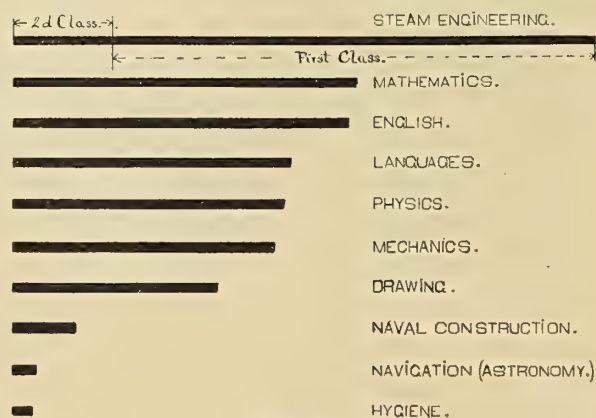 2d Class.
STEAM ENGINEERING.
First Class.
MATHEMATICS.
ENGLISH.
LANGUAGES.
PHYSICS.
MECHANICS.
DRAWING.
NAVAL CONSTRUCTION.
NAVIGATION (ASTRONOMY.)
HYGIENE.